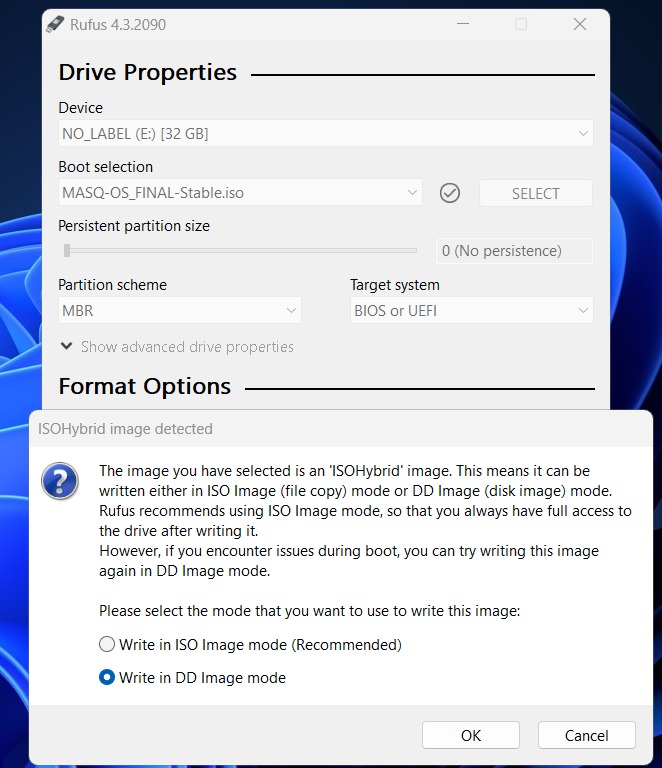 Rufus 4.3.2090
Drive Properties
Device
NO_LABEL (E:) [32 GB]
Boot selection
MASQ-OS_FINAL-Stable.iso
SELECT
Persistent partition size
0 (No persistence)
Partition scheme
Target system
MBR
BIOS or UEFI
Show advanced drive properties
Format Options
ISOHybrid image detected
The image you have selected is an 'ISOHybrid' image. This means it can be
written either in ISO Image (file copy) mode or DD Image (disk image) mode.
Rufus recommends using ISO Image mode, so that you always have full access to
the drive after writing it.
However, if you encounter issues during boot, you can try writing this image
again in DD Image mode.
Please select the mode that you want to use to write this image:
Write in ISO Image mode (Recommended)
Write in DD Image mode
OK
Cancel